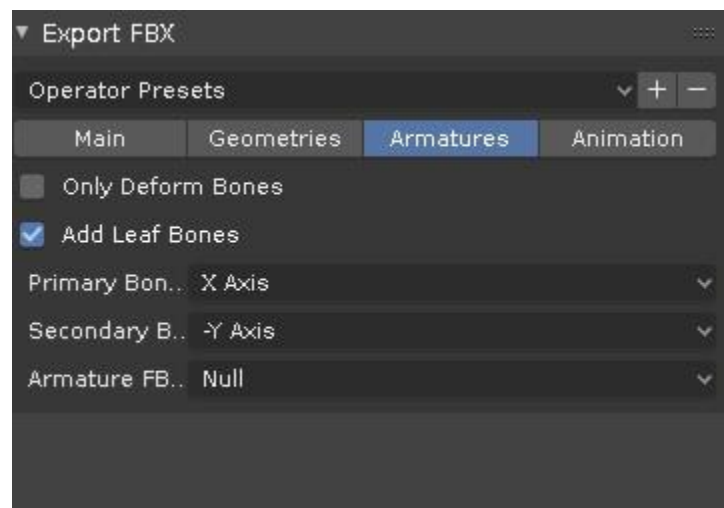 Export FBX
Operator Presets
Main Geometries Armatures Animation
Only Deform Bones
Add Leaf Bones
Primary Bon.. X Axis
Secondary B.. -Y Axis
Armature FB.. Null